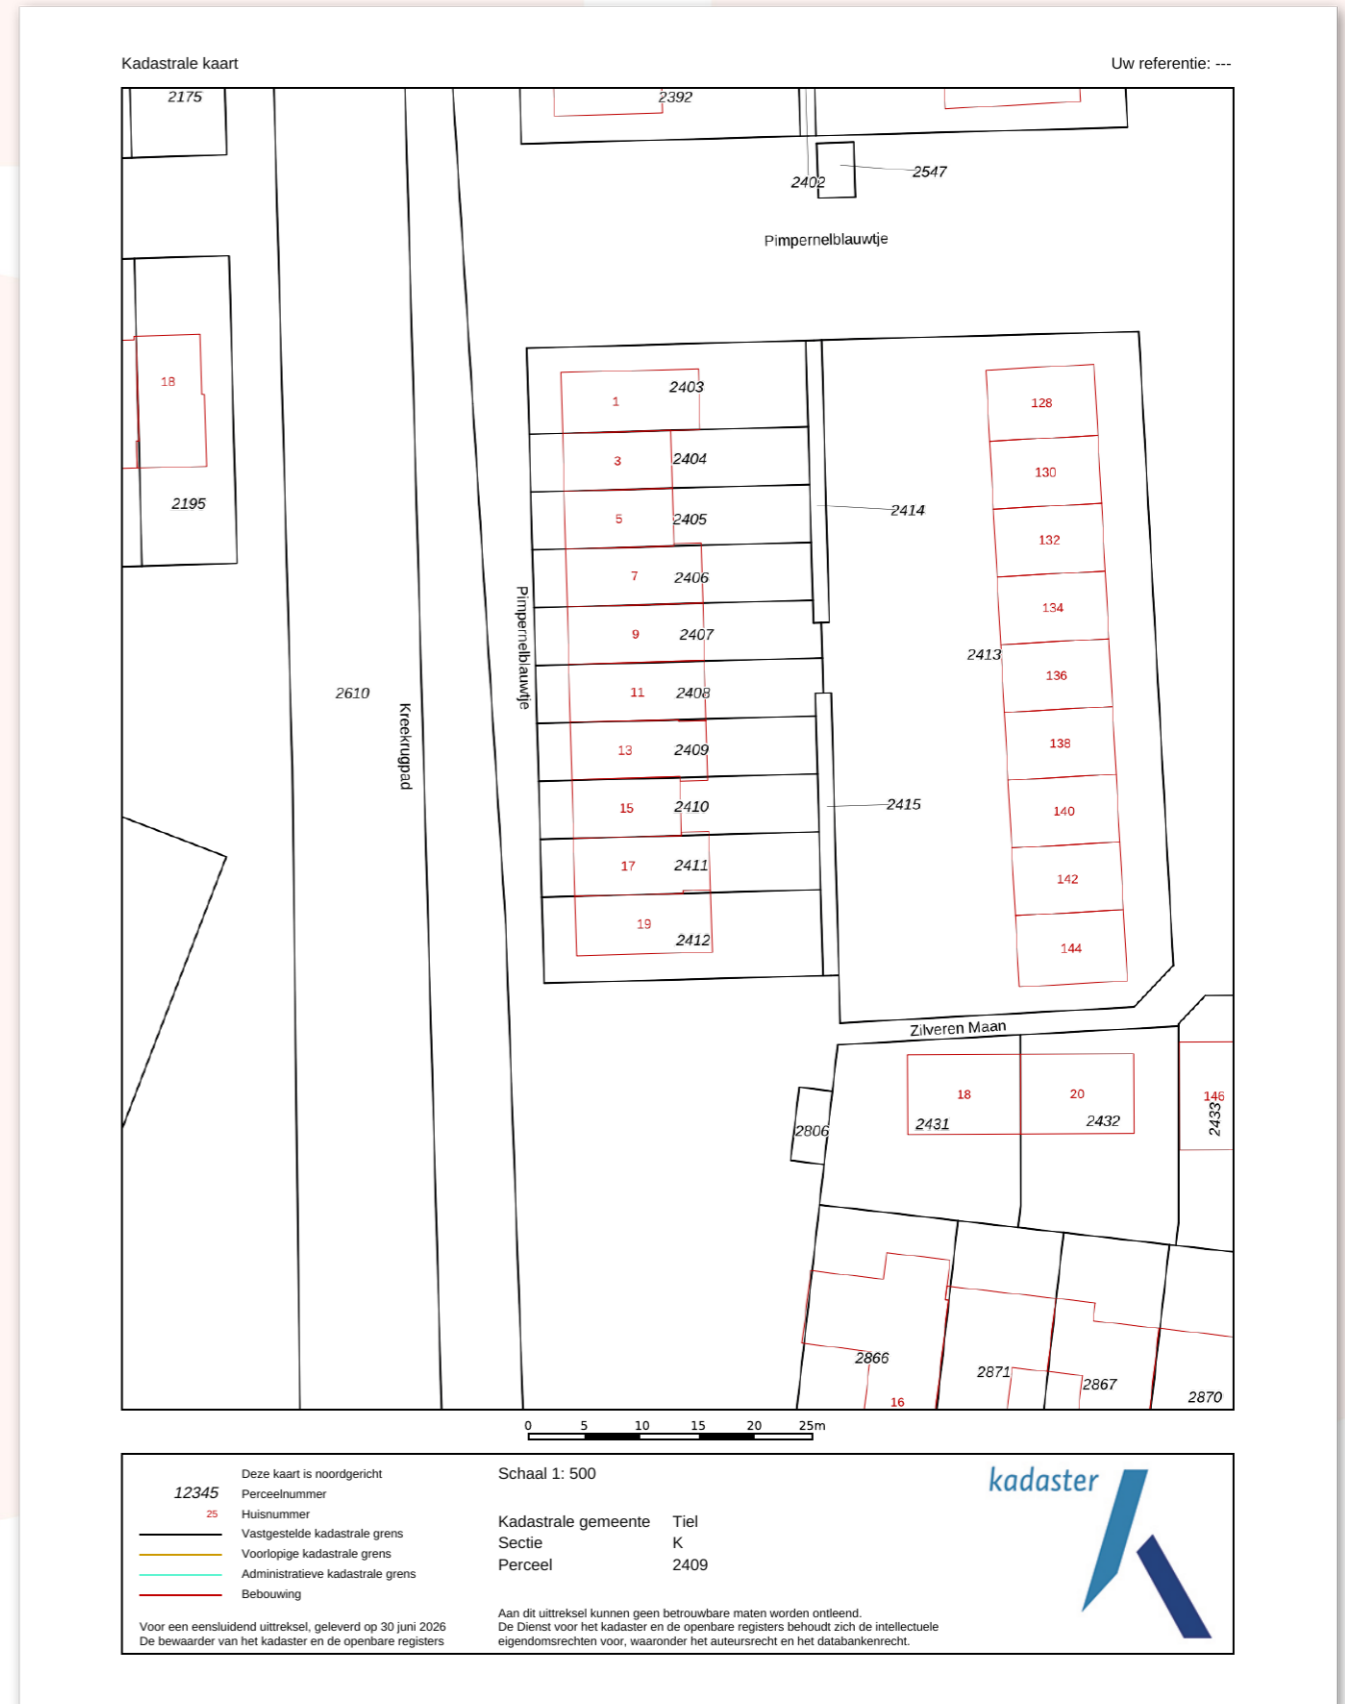 Kadastrale kaart
Uw referentie: ---
2175
2392
2402
2547
Pimpernelblauwtje
18
2195
1
2403
3
2404
5
2405
7
2406
9
2407
11
2408
13
2409
15
2410
17
2411
19
2412
2414
2415
2413
128
130
132
134
136
138
140
142
144
2610
Kreekrugpad
Pimpernelblauwtje
Zilveren Maan
18
2431
20
2432
146
2433
2806
2866
16
2871
2867
2870
0 5 10 15 20 25m
Deze kaart is noordgericht
12345 Perceelnummer
25 Huisnummer
Vastgestelde kadastrale grens
Voorlopige kadastrale grens
Administratieve kadastrale grens
Bebouwing
Voor een eensluidend uittreksel, geleverd op 30 juni 2026
De bewaarder van het kadaster en de openbare registers
Schaal 1: 500
Kadastrale gemeente Tiel
Sectie K
Perceel 2409
Aan dit uittreksel kunnen geen betrouwbare maten worden ontleend.
De Dienst voor het kadaster en de openbare registers behoudt zich de intellectuele
eigendomsrechten voor, waaronder het auteursrecht en het databankenrecht.
kadaster